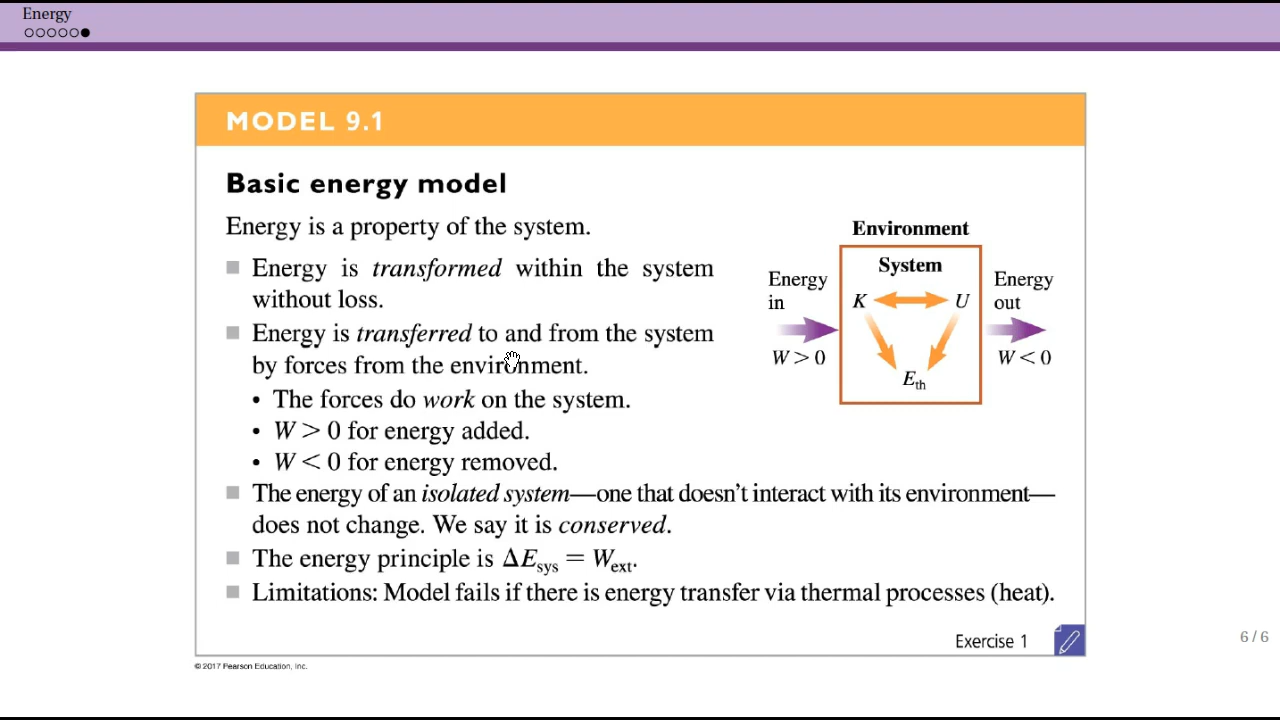 Energy
MODEL 9.1
Basic energy model
Energy is a property of the system.
Energy is transformed within the system
without loss.
Energy is transferred to and from the system
by forces from the environment.
• The forces do work on the system.
• W > 0 for energy added.
• W < 0 for energy removed.
The energy of an isolated system—one that doesn't interact with its environment—
does not change. We say it is conserved.
The energy principle is ΔEsys = Wext.
Limitations: Model fails if there is energy transfer via thermal processes (heat).
Environment
System
Energy
in
W > 0
K
U
Eth
Energy
out
W < 0
Exercise 1
© 2017 Pearson Education, Inc.
6 / 6